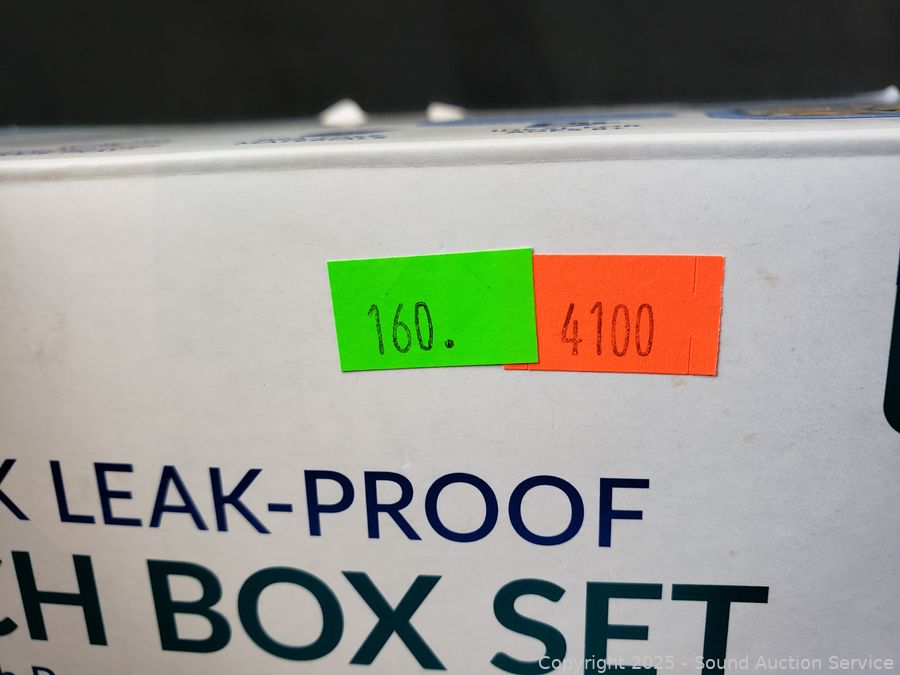 160.
4100
LEAK-PROOF
BOX SET
Copyright 2025 - Sound Auction Service